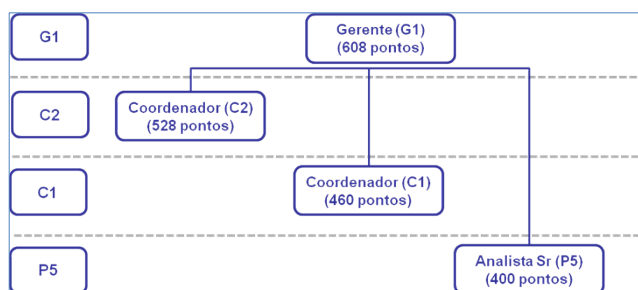 G1
Gerente (G1)
(608 pontos)
C2
Coordenador (C2)
(528 pontos)
C1
Coordenador (C1)
(460 pontos)
P5
Analista Sr (P5)
(400 pontos)